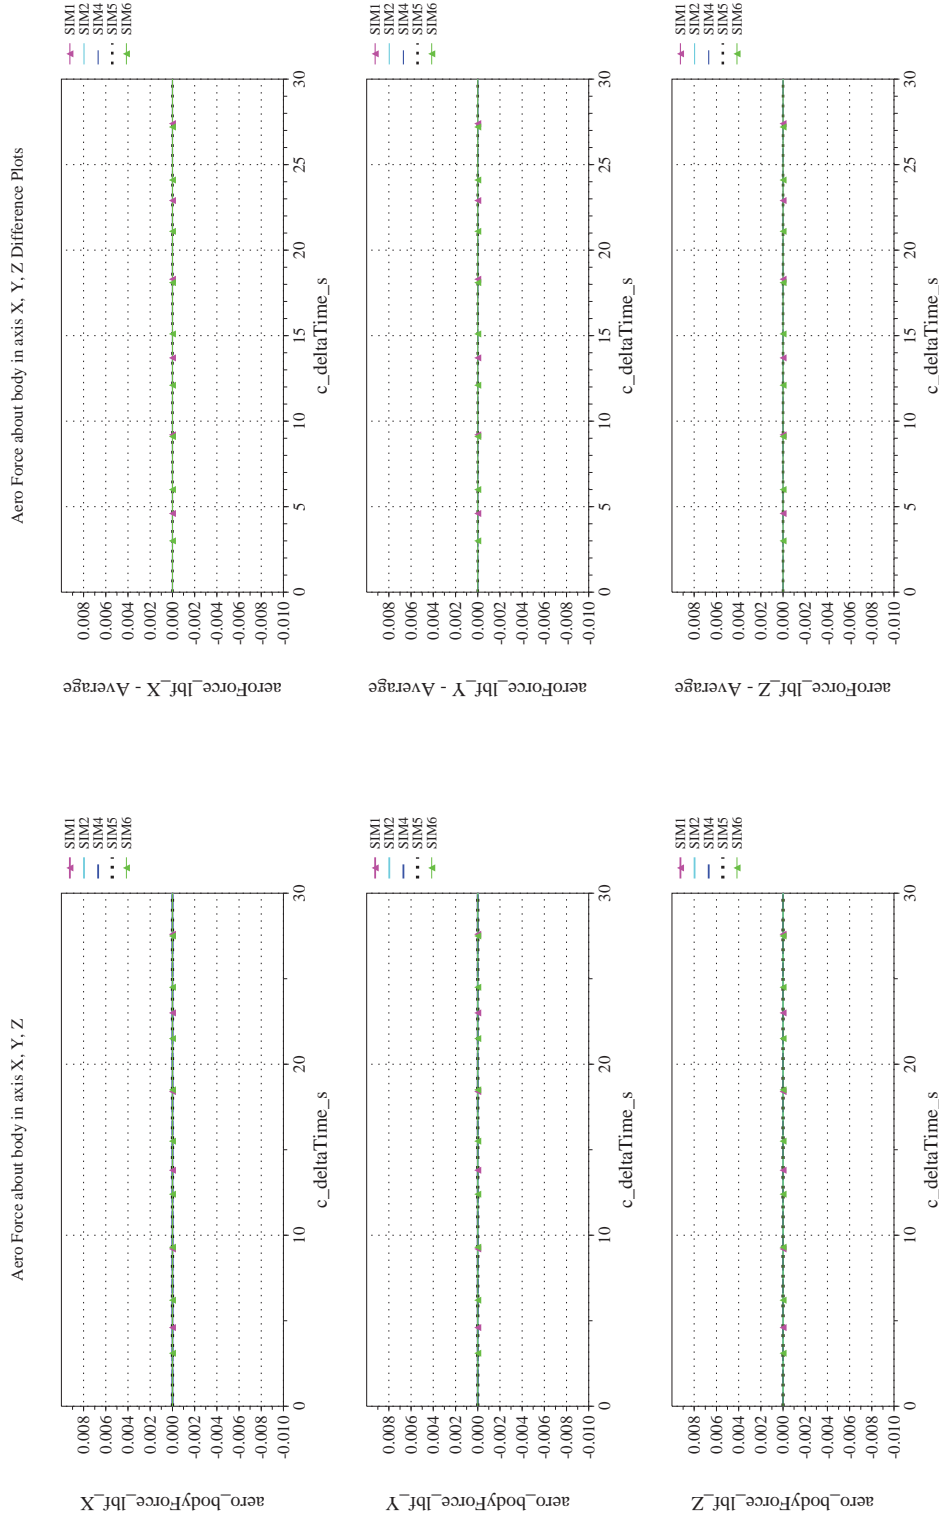 Aero Force about body in axis X, Y, Z
aero_bodyForce_lbf_X
0.008
0.006
0.004
0.002
0.000
-0.002
-0.004
-0.006
-0.008
-0.010
0
10
20
30
c_deltaTime_s
SIM1
SIM2
SIM4
SIM5
SIM6
aero_bodyForce_lbf_Y
0.008
0.006
0.004
0.002
0.000
-0.002
-0.004
-0.006
-0.008
-0.010
0
10
20
30
c_deltaTime_s
SIM1
SIM2
SIM4
SIM5
SIM6
aero_bodyForce_lbf_Z
0.008
0.006
0.004
0.002
0.000
-0.002
-0.004
-0.006
-0.008
-0.010
0
10
20
30
c_deltaTime_s
SIM1
SIM2
SIM4
SIM5
SIM6
Aero Force about body in axis X, Y, Z Difference Plots
aeroForce_lbf_X - Average
0.008
0.006
0.004
0.002
0.000
-0.002
-0.004
-0.006
-0.008
-0.010
0
5
10
15
20
25
30
c_deltaTime_s
SIM1
SIM2
SIM4
SIM5
SIM6
aeroForce_lbf_Y - Average
0.008
0.006
0.004
0.002
0.000
-0.002
-0.004
-0.006
-0.008
-0.010
0
5
10
15
20
25
30
c_deltaTime_s
SIM1
SIM2
SIM4
SIM5
SIM6
aeroForce_lbf_Z - Average
0.008
0.006
0.004
0.002
0.000
-0.002
-0.004
-0.006
-0.008
-0.010
0
5
10
15
20
25
30
c_deltaTime_s
SIM1
SIM2
SIM4
SIM5
SIM6